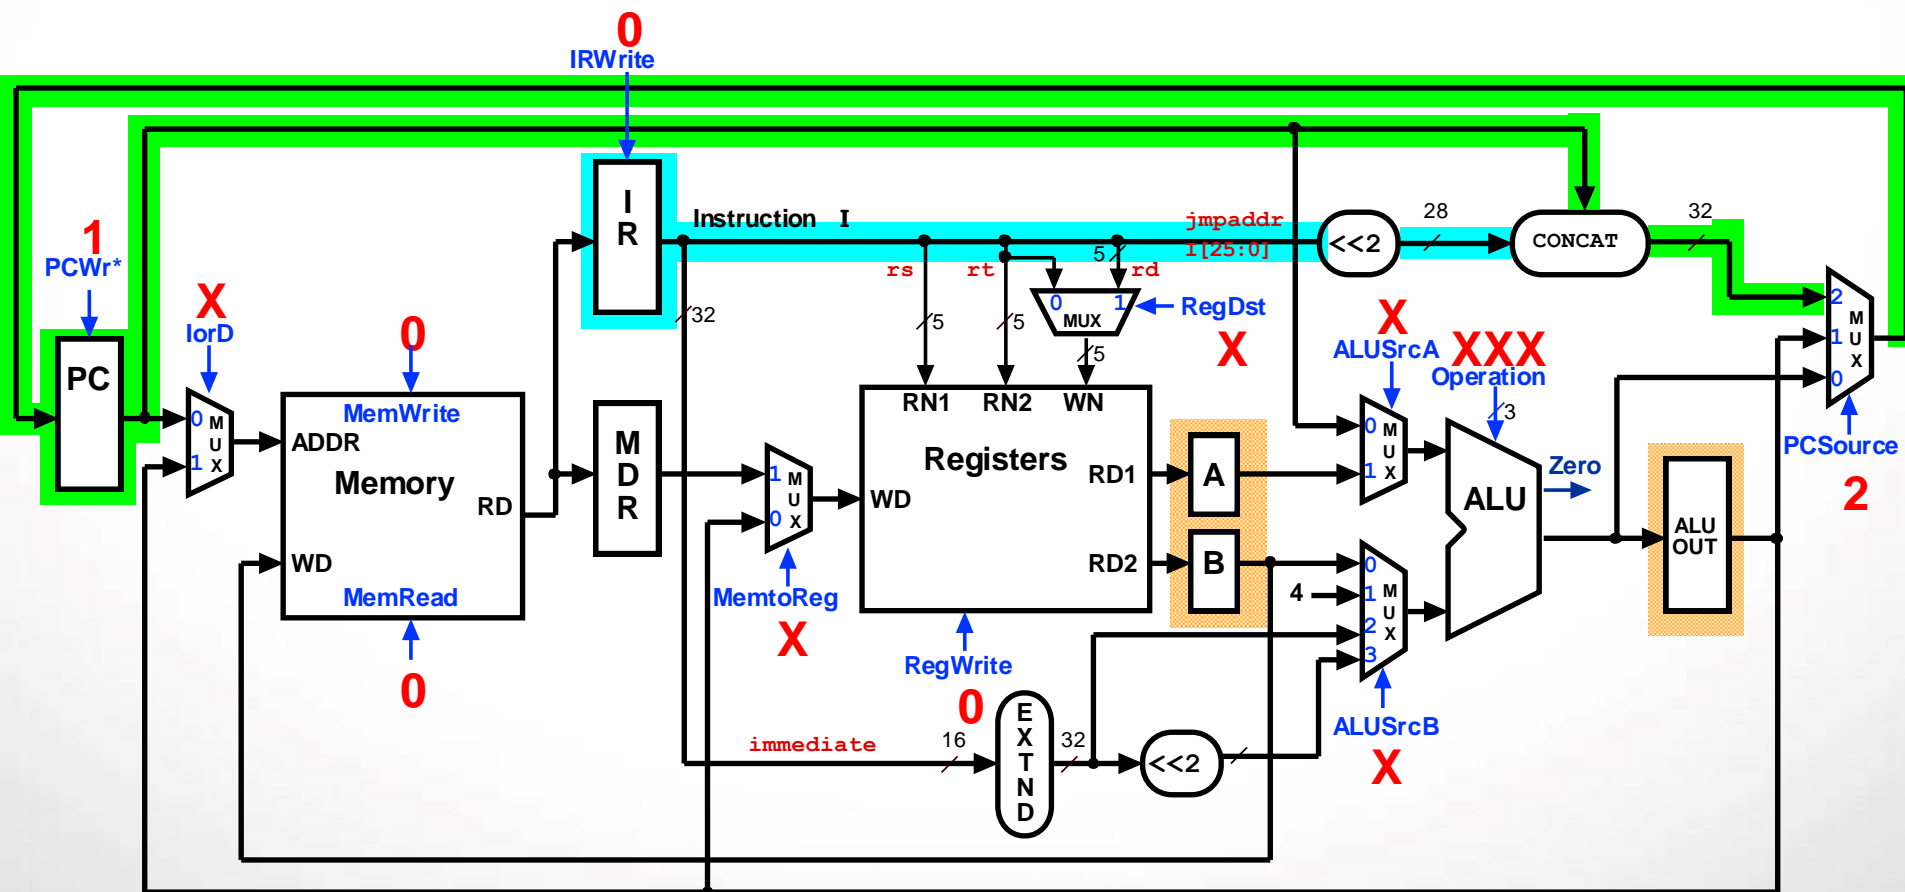 0
IRWrite
I
R
Instruction I
jmpaddr
I[25:0]
<<2
28
CONCAT
32
1
PCWr*
X
IorD
0
PC
MemWrite
ADDR
Memory
RD
WD
MemRead
0
0
M
U
X
1
M
D
R
32
rs
rt
5
rd
5
5
0
1
MUX
5
RegDst
X
RN1
RN2
WN
Registers
RD1
RD2
WD
RegWrite
0
1
M
U
X
0
MemtoReg
X
A
B
4
X
ALUSrcA
0
M
U
X
1
XXX
Operation
3
ALU
Zero
0
1
M
U
X
2
3
ALUSrcB
X
ALU
OUT
2
M
1
U
X
0
PCSource
2
immediate
16
E
X
T
N
D
32
<<2